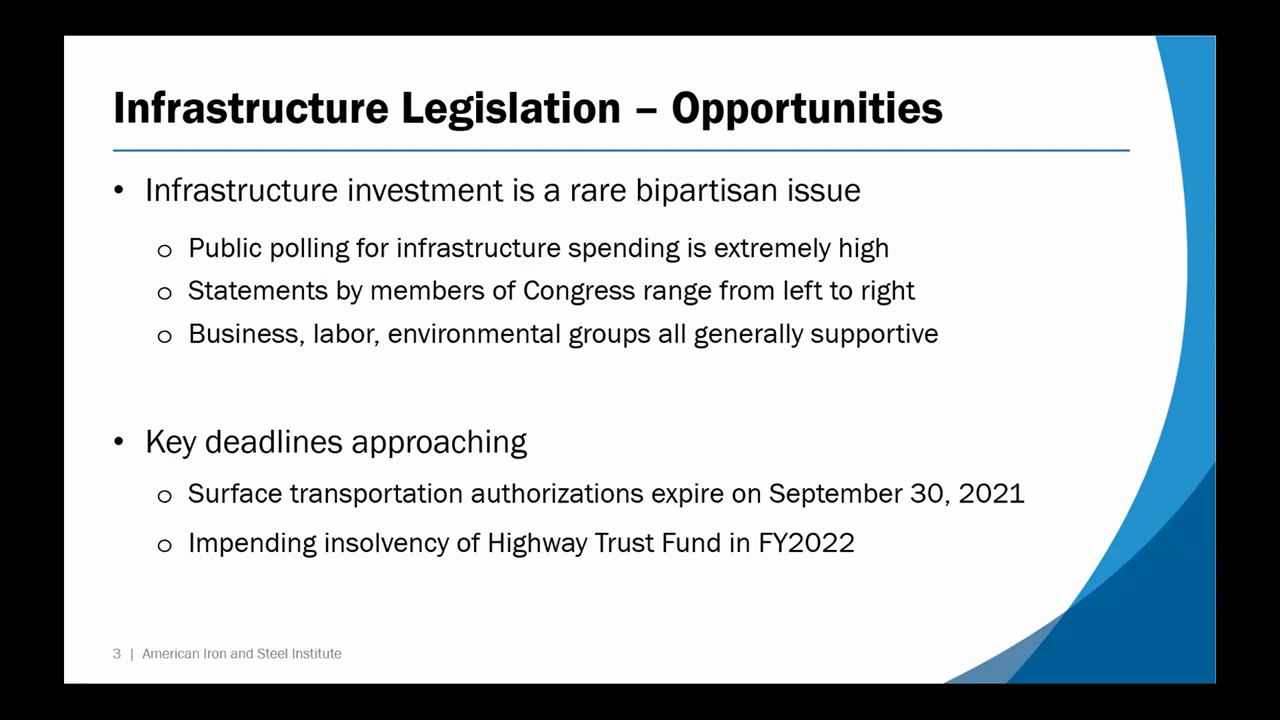 Infrastructure Legislation – Opportunities
• Infrastructure investment is a rare bipartisan issue
o Public polling for infrastructure spending is extremely high
o Statements by members of Congress range from left to right
o Business, labor, environmental groups all generally supportive
• Key deadlines approaching
o Surface transportation authorizations expire on September 30, 2021
o Impending insolvency of Highway Trust Fund in FY2022
3 | American Iron and Steel Institute